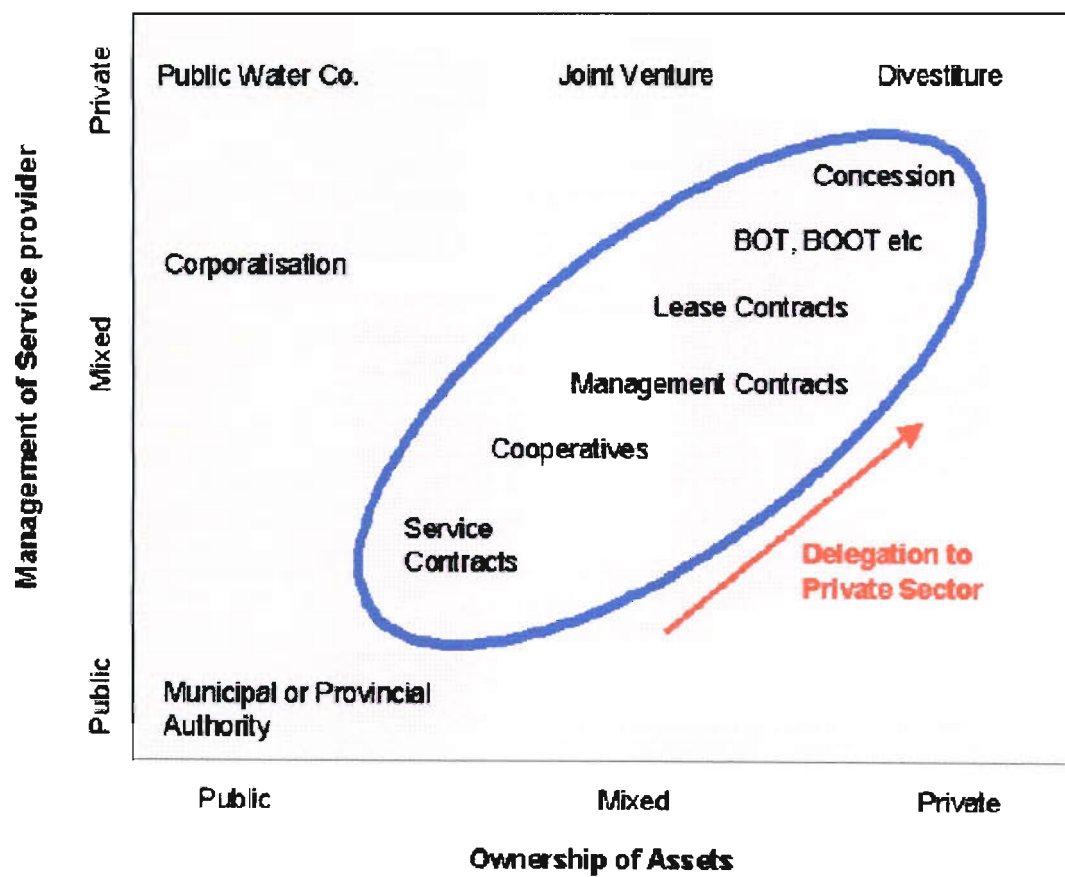 Public Water Co.
Joint Venture
Divestiture
Concession
BOT, BOOT etc
Corporatisation
Lease Contracts
Management Contracts
Cooperatives
Service
Contracts
Delegation to
Private Sector
Municipal or Provincial
Authority
Management of Service provider
Private
Mixed
Public
Public
Mixed
Private
Ownership of Assets